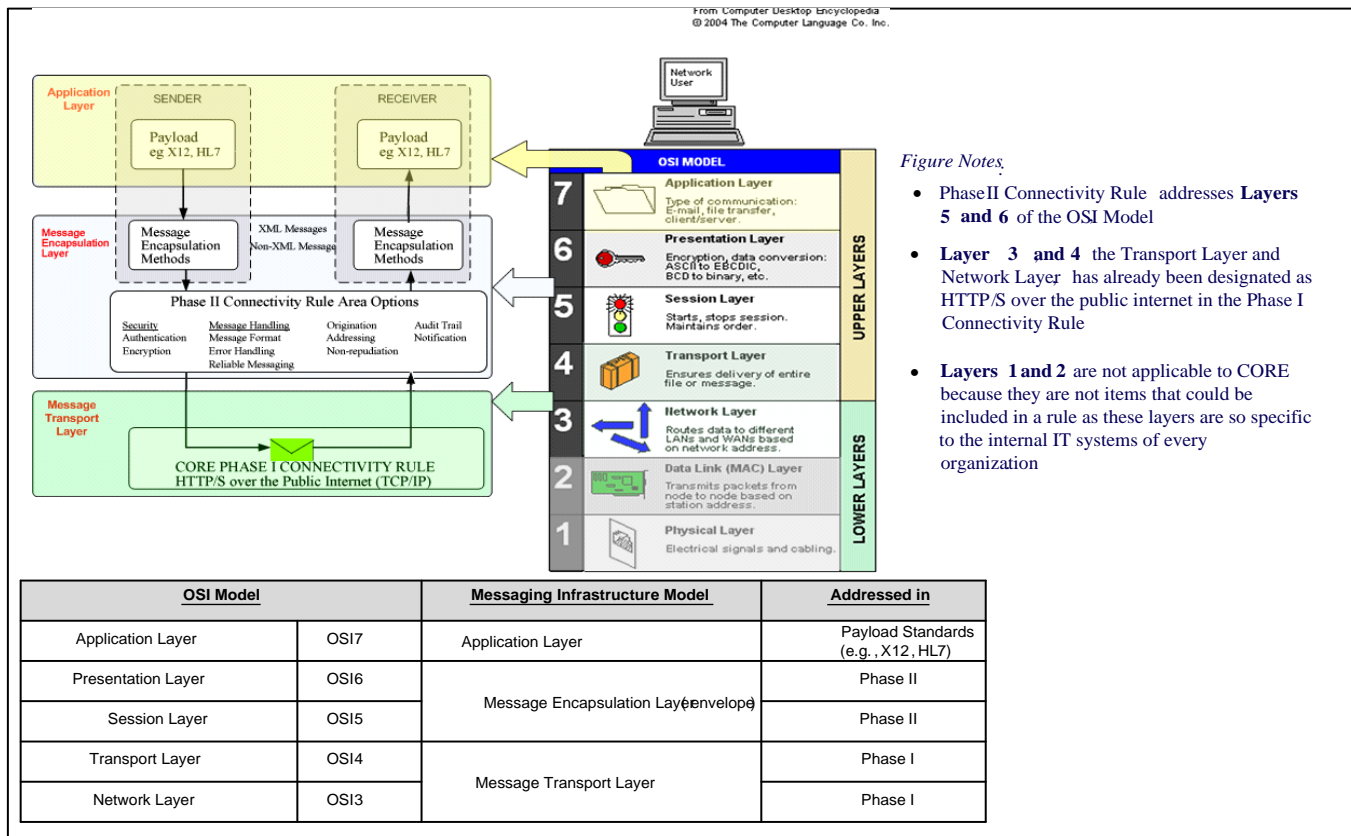 From Computer Desktop Encyclopedia
© 2004 The Computer Language Co. Inc.
Application
Layer
SENDER
RECEIVER
Payload
eg X12, HL7
Payload
eg X12, HL7
Message
Encapsulation
Layer
Message
Encapsulation
Methods
XML Messages
Non-XML Message
Message
Encapsulation
Methods
Phase II Connectivity Rule Area Options
Security
Authentication
Encryption
Message Handling
Message Format
Error Handling
Reliable Messaging
Origination
Addressing
Non-repudiation
Audit Trail
Notification
Message
Transport
Layer
CORE PHASE I CONNECTIVITY RULE
HTTP/S over the Public Internet (TCP/IP)
Network
User
OSI MODEL
7
Application Layer
Type of communication:
E-mail, file transfer,
client/server.
6
Presentation Layer
Encryption, data conversion:
ASCII to EBCDIC,
BCD to binary, etc.
5
Session Layer
Starts, stops session.
Maintains order.
4
Transport Layer
Ensures delivery of entire
file or message.
3
Network Layer
Routes data to different
LANs and WANs based
on network address.
2
Data Link (MAC) Layer
Transmits packets from
node to node based on
station address.
1
Physical Layer
Electrical signals and cabling.
UPPER LAYERS
LOWER LAYERS
Figure Notes:
• PhaseII Connectivity Rule addresses Layers
5 and 6 of the OSI Model
• Layer 3 and 4 the Transport Layer and
Network Layer, has already been designated as
HTTP/S over the public internet in the Phase I
Connectivity Rule
• Layers 1 and 2 are not applicable to CORE
because they are not items that could be
included in a rule as these layers are so specific
to the internal IT systems of every
organization
OSI Model
Messaging Infrastructure Model
Addressed in
Application Layer
OSI7
Application Layer
Payload Standards
(e.g., X12, HL7)
Presentation Layer
OSI6
Message Encapsulation Layer (envelope)
Phase II
Session Layer
OSI5
Phase II
Transport Layer
OSI4
Message Transport Layer
Phase I
Network Layer
OSI3
Phase I